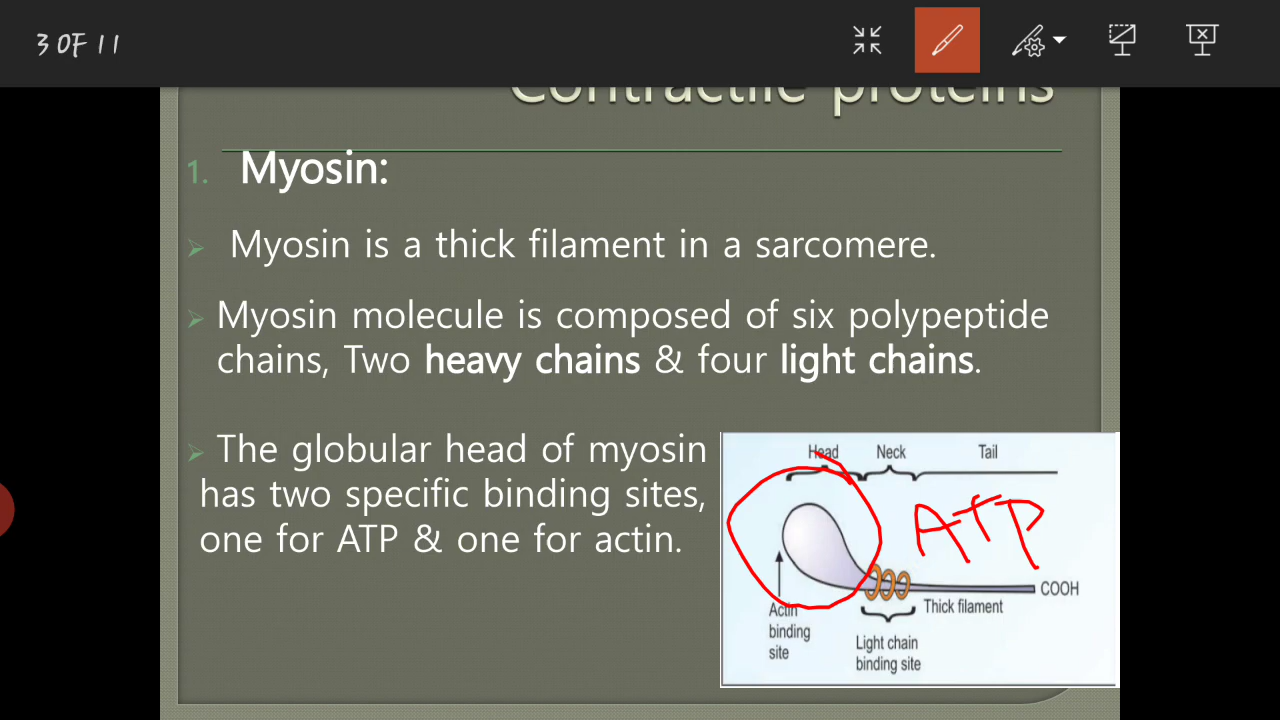 3 OF 11
Contractile proteins
1. Myosin:
Myosin is a thick filament in a sarcomere.
Myosin molecule is composed of six polypeptide
chains, Two heavy chains & four light chains.
The globular head of myosin
has two specific binding sites,
one for ATP & one for actin.
Head Neck Tail
ATP
COOH
Thick filament
Actin
binding
site
Light chain
binding site